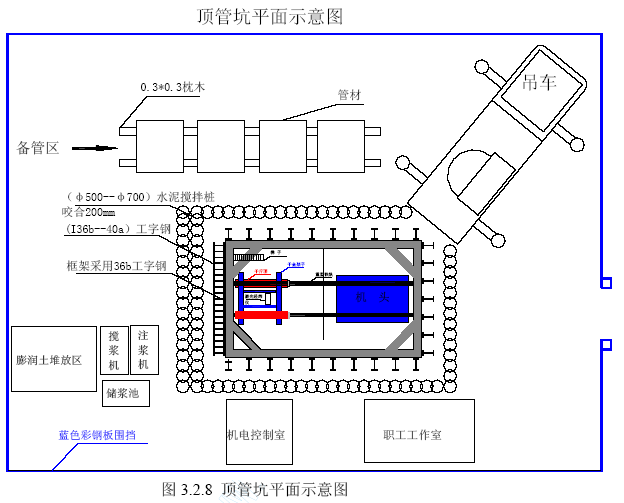 顶管坑平面示意图
0.3*0.3枕木
管材
吊车
备管区
(φ500--φ700)水泥搅拌桩
咬合200mm
(I36b--40a)工字钢
框架采用36b工字钢
机 头
膨润土堆放区
搅浆机
注浆机
储浆池
蓝色彩钢板围挡
机电控制室
职工工作室
图 3.2.8 顶管坑平面示意图